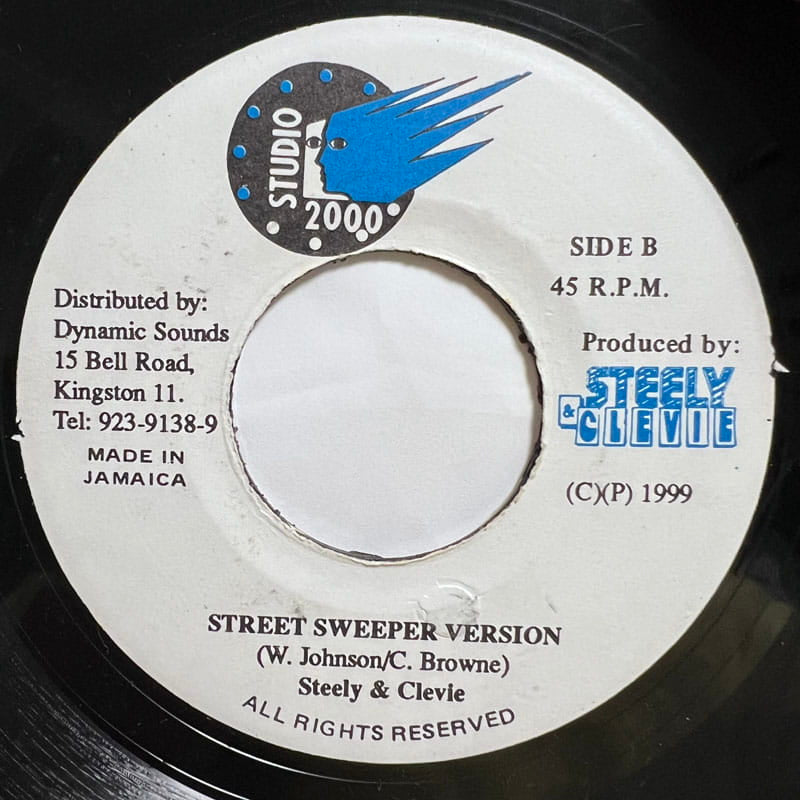 STUDIO
2000
SIDE B
45 R.P.M.
Distributed by:
Dynamic Sounds
15 Bell Road,
Kingston 11.
Tel: 923-9138-9
MADE IN
JAMAICA
Produced by:
STEELY
& CLEVIE
(C)(P) 1999
STREET SWEEPER VERSION
(W. Johnson/C. Browne)
Steely & Clevie
ALL RIGHTS RESERVED